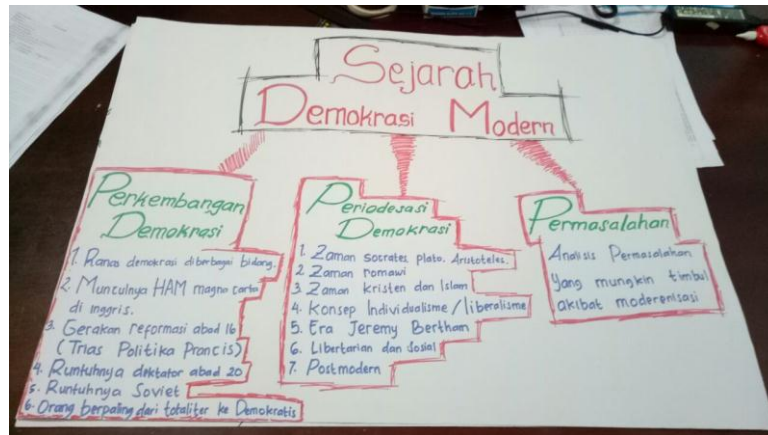 Sejarah
Demokrasi Modern
Perkembangan
Demokrasi
1. Ranas demokrasi diberbagai bidang.
2. Munculnya HAM magna carta
di inggris.
3. Gerakan reformasi abad 16
(Trias Politika Prancis)
4. Runtuhnya dektator abad 20
5. Runtuhnya Soviet
6. Orang berpaling dari totaliter ke Demokratis
Periodesasi
Demokrasi
1. Zaman socrates, plato. Aristoteles.
2. Zaman romawi
3. Zaman kristen dan Islam
4. Konsep Individualisme/liberalisme
5. Era Jeremy Bertham
6. Libertarian dan Sosial
7. Postmodern
Permasalahan
Analisis Permasalahan
yang mungkin timbul
akibat moderenisasi